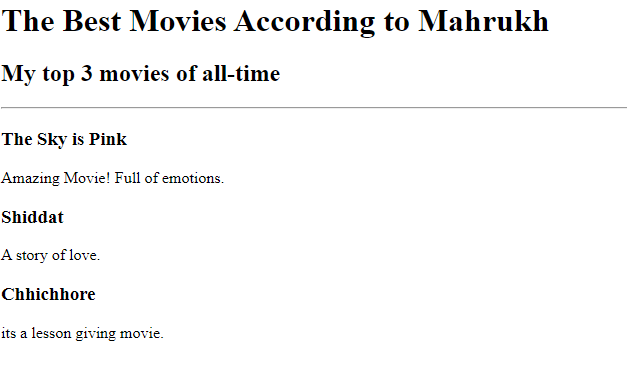 The Best Movies According to Mahrukh
My top 3 movies of all-time
The Sky is Pink
Amazing Movie! Full of emotions.
Shiddat
A story of love.
Chhichhore
its a lesson giving movie.